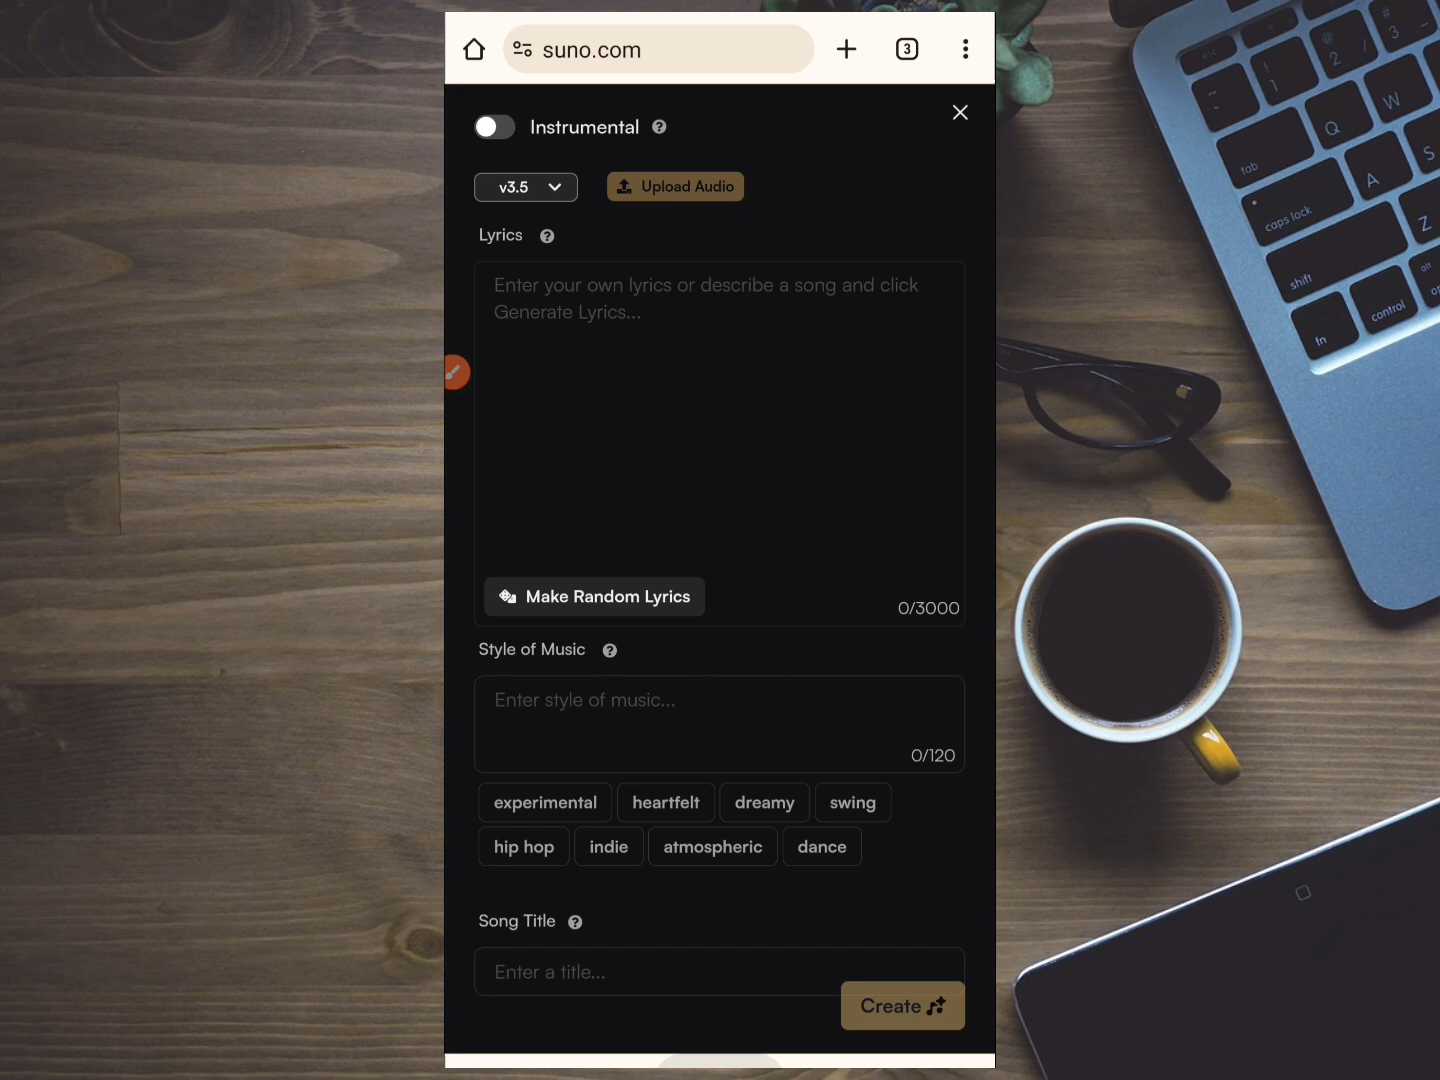 suno.com
3
Instrumental
v3.5
Upload Audio
Lyrics
Enter your own lyrics or describe a song and click
Generate Lyrics...
Make Random Lyrics
0/3000
Style of Music
Enter style of music...
0/120
experimental heartfelt dreamy swing
hip hop indie atmospheric dance
Song Title
Enter a title...
Create
esc
~
!
1
@
2
#
3
tab
Q
W
caps lock
A
S
shift
Z
fn
control
alt